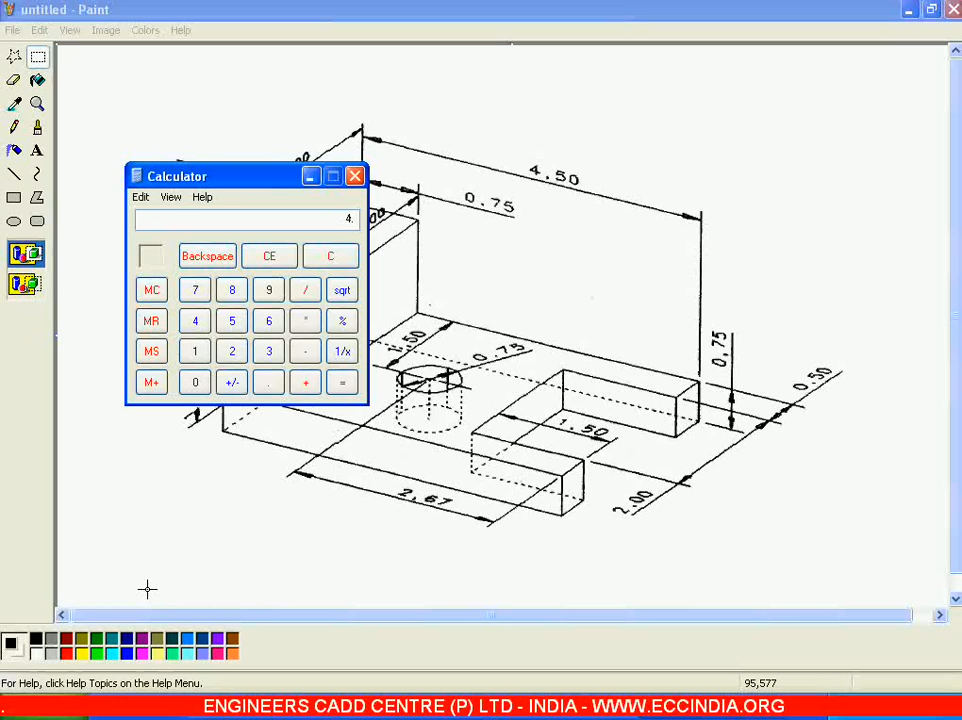 untitled - Paint
File Edit View Image Colors Help
4.50
0.75
Calculator
Edit View Help
4.
Backspace CE C
MC 7 8 9 / sqrt
MR 4 5 6 * %
MS 1 2 3 - 1/x
M+ 0 +/- . + =
1.50
0.75
0.75
0.50
1.50
2.67
2.00
A
For Help, click Help Topics on the Help Menu.
95,577
ENGINEERS CADD CENTRE (P) LTD - INDIA - WWW.ECCINDIA.ORG